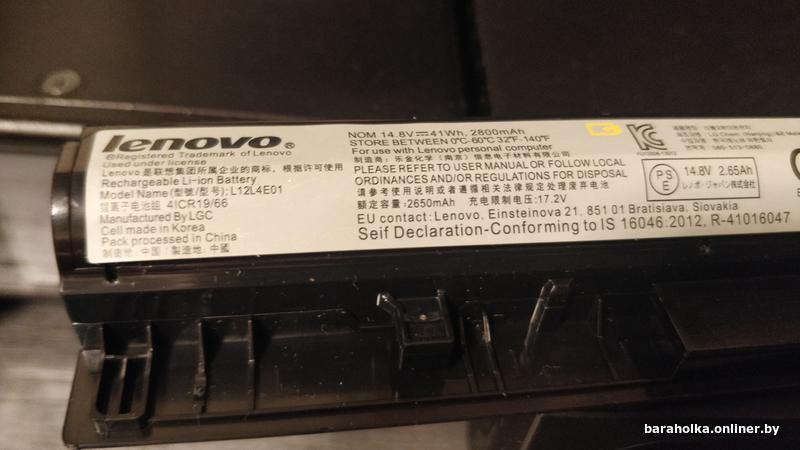 lenovo®
®Registered Trademark of Lenovo
Used under license
Lenovo是联想集团所属企业的商标，根据许可使用
Rechargeable Li-ion Battery
Model Name (型號/型号): L12L4E01
锂离子电池组 4ICR19/66
Manufactured By LGC
Cell made in Korea
Pack processed in China
製造地: 中国 / 製造地: 中國
NOM 14.8V⎓41Wh, 2800mAh
STORE BETWEEN 0°C-60°C 32°F-140°F
For use with Lenovo personal computer
制造商: 乐金化学（南京）信息电子材料有限公司
PLEASE REFER TO USER MANUAL OR FOLLOW LOCAL
ORDINANCES AND/OR REGULATIONS FOR DISPOSAL
请参考使用说明或者遵循相关法律规定处理废弃电池
额定容量: 2650mAh 充电限制电压: 17.2V
EU contact: Lenovo, Einsteinova 21, 851 01 Bratislava, Slovakia
Self Declaration-Conforming to IS 16046:2012, R-41016047
PSE
14.8V 2.65Ah
レノボ・ジャパン株式会社
baraholka.onliner.by